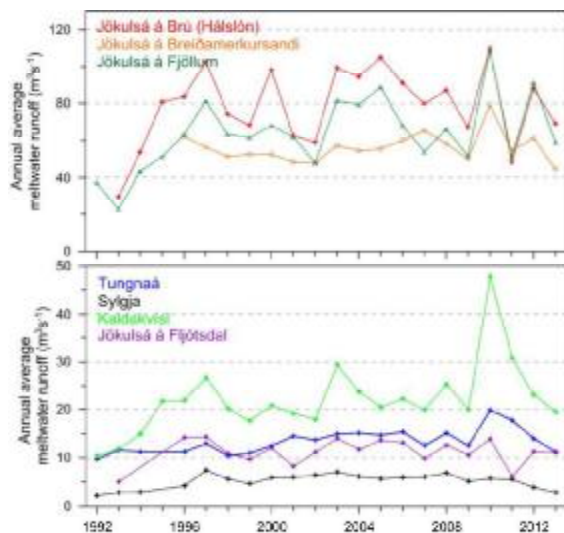 Annual average
meltwater runoff (m³s⁻¹)
120
80
40
0
Jökulsá á Brú (Hálslón)
Jökulsá á Breiðamerkursandi
Jökulsá á Fjöllum
Annual average
meltwater runoff (m³s⁻¹)
50
40
30
20
10
0
Tungnaá
Sylgja
Kaldakvísl
Jökulsá á Fljótsdal
1992
1996
2000
2004
2008
2012